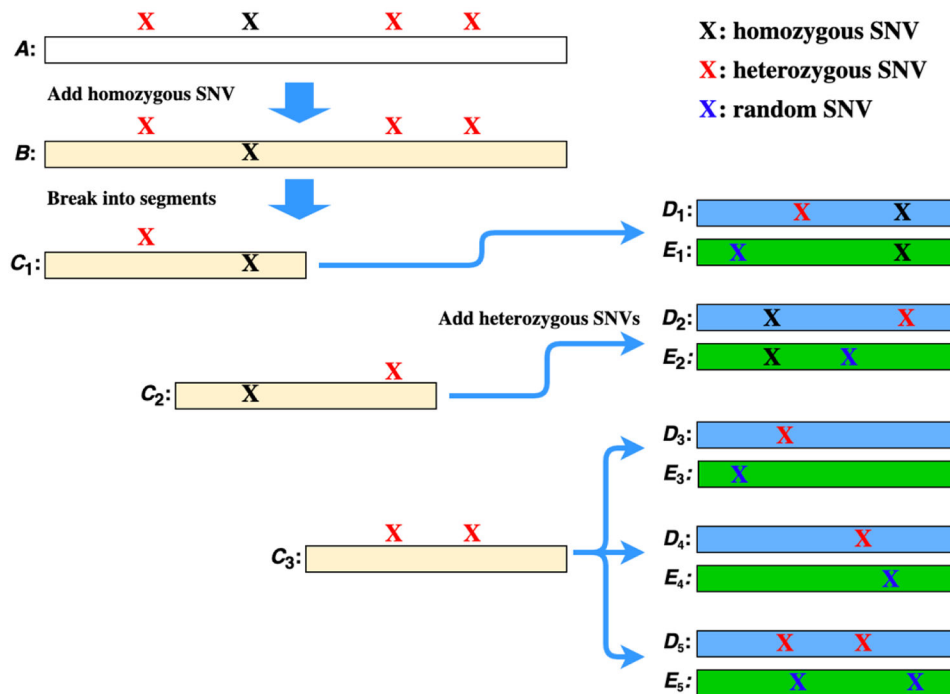 X X X X
X: homozygous SNV
A:
X: heterozygous SNV
Add homozygous SNV
X: random SNV
X X X
B: X
Break into segments
X
C1: X
D1: X X
E1: X X
Add heterozygous SNVs
D2: X X
E2: X X
X
C2: X
D3: X
E3: X
X X
C3:
D4: X
E4: X
D5: X X
E5: X X